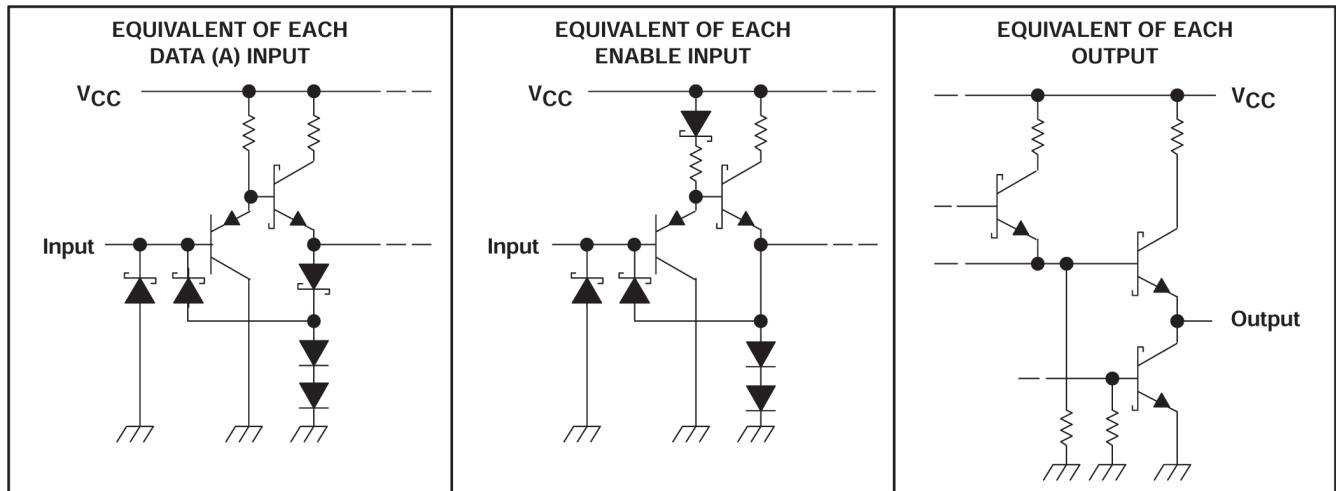 EQUIVALENT OF EACH
DATA (A) INPUT
VCC
Input
EQUIVALENT OF EACH
ENABLE INPUT
VCC
Input
EQUIVALENT OF EACH
OUTPUT
VCC
Output